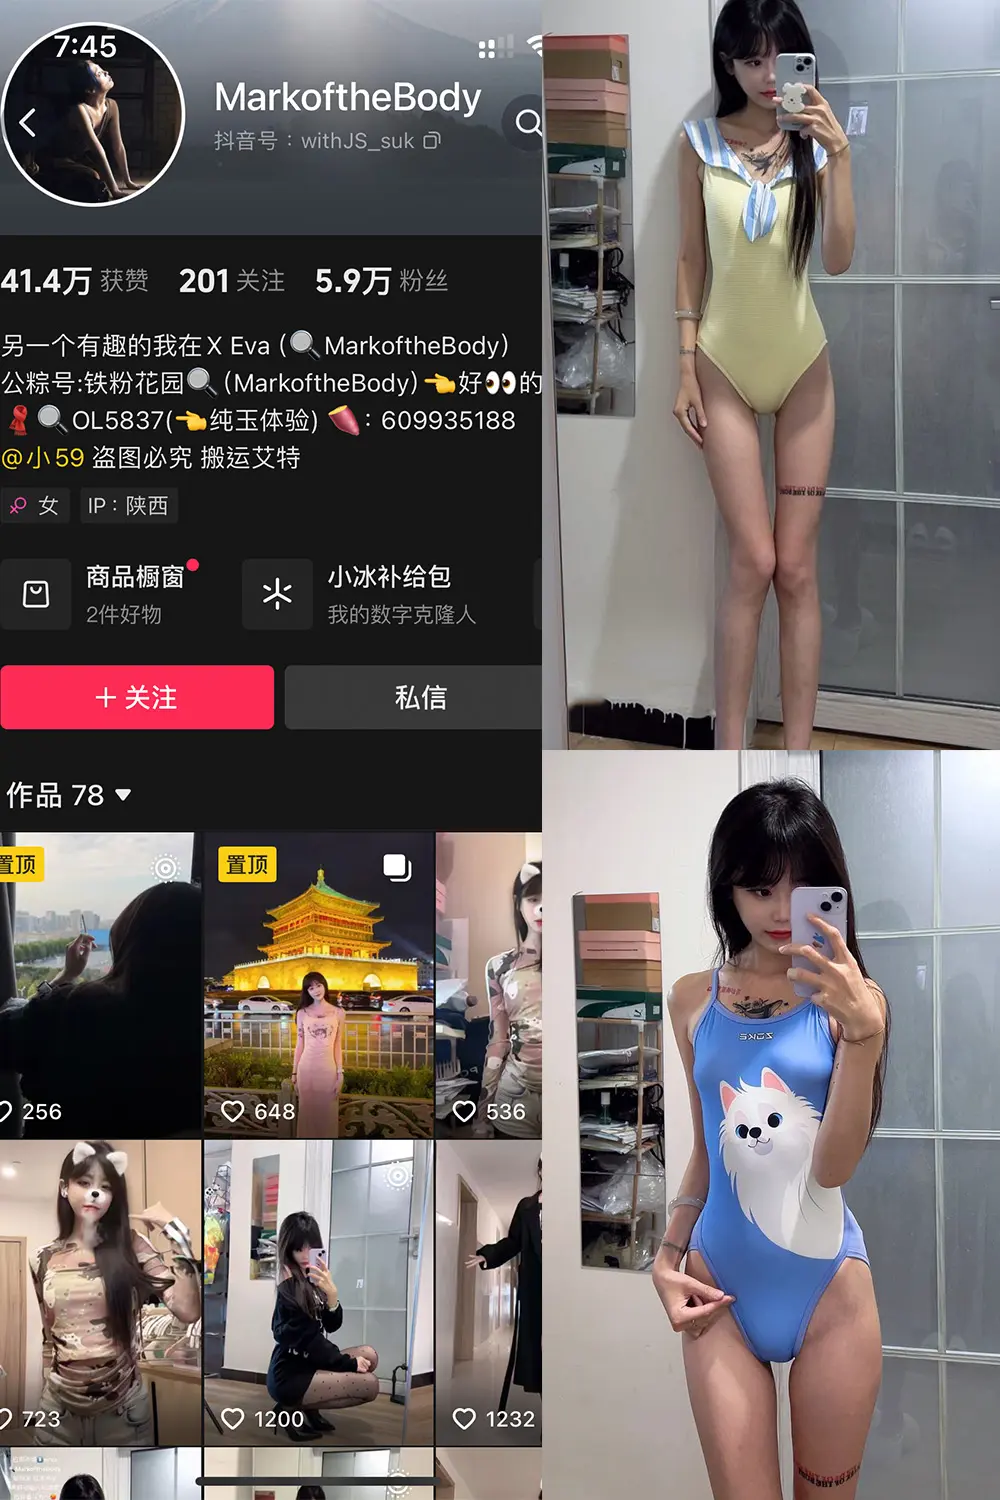 7:45
MarkoftheBody
抖音号：withJS_suk
41.4万 获赞 201 关注 5.9万 粉丝
另一个有趣的我在 X Eva (🔍MarkoftheBody)
公粽号:铁粉花园🔍(MarkoftheBody)👈好👀的
🧣🔍OL5837(👈纯玉体验) 🍠: 609935188
@小59 盗图必究 搬运艾特
女 IP：陕西
商品橱窗
2件好物
小冰补给包
我的数字克隆人
+ 关注
私信
作品 78
置顶
置顶
256
648
536
723
1200
1232